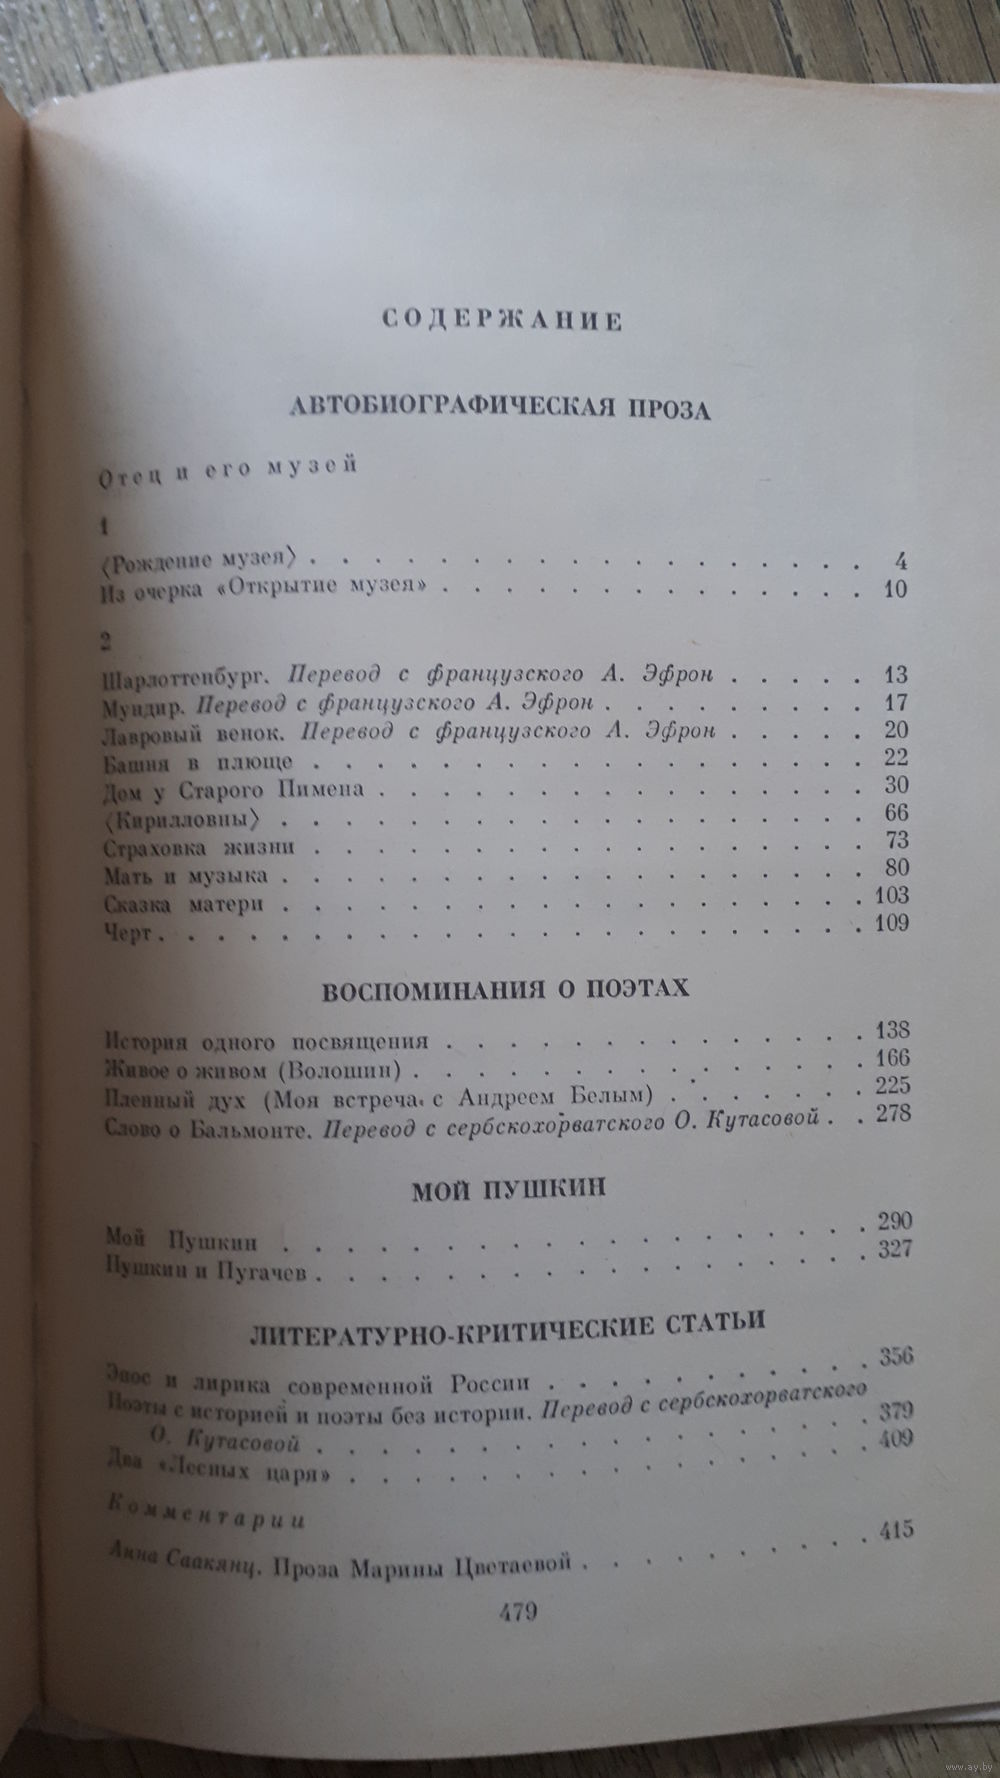 СОДЕРЖАНИЕ
АВТОБИОГРАФИЧЕСКАЯ ПРОЗА
Отец и его музей
1
〈Рождение музея〉 . . . . . . . . . . . . . . . . . . 4
Из очерка «Открытие музея» . . . . . . . . . . . . . . 10
2
Шарлоттенбург. Перевод с французского А. Эфрон . . . . . 13
Мундир. Перевод с французского А. Эфрон . . . . . . . . . 17
Лавровый венок. Перевод с французского А. Эфрон . . . . . 20
Башня в плюще . . . . . . . . . . . . . . . . . . 22
Дом у Старого Пимена . . . . . . . . . . . . . . . . 30
〈Кирилловны〉 . . . . . . . . . . . . . . . . . . . 66
Страховка жизни . . . . . . . . . . . . . . . . . . 73
Мать и музыка . . . . . . . . . . . . . . . . . . . 80
Сказка матери . . . . . . . . . . . . . . . . . . . 103
Черт . . . . . . . . . . . . . . . . . . . . . . . 109
ВОСПОМИНАНИЯ О ПОЭТАХ
История одного посвящения . . . . . . . . . . . . . . 138
Живое о живом (Волошин) . . . . . . . . . . . . . . . 166
Пленный дух (Моя встреча с Андреем Белым) . . . . . . . 225
Слово о Бальмонте. Перевод с сербскохорватского О. Кутасовой . . 278
МОЙ ПУШКИН
Мой Пушкин . . . . . . . . . . . . . . . . . . . 290
Пушкин и Пугачев . . . . . . . . . . . . . . . . . . 327
ЛИТЕРАТУРНО-КРИТИЧЕСКИЕ СТАТЬИ
Эпос и лирика современной России . . . . . . . . . . . 356
Поэты с историей и поэты без истории. Перевод с сербскохорватского
О. Кутасовой . . . . . . . . . . . . . . . . . . 379
Два «Лесных царя» . . . . . . . . . . . . . . . . . 409
Комментарии
Анна Саакянц. Проза Марины Цветаевой . . . . . . . . . . 415
479
www.ay.by